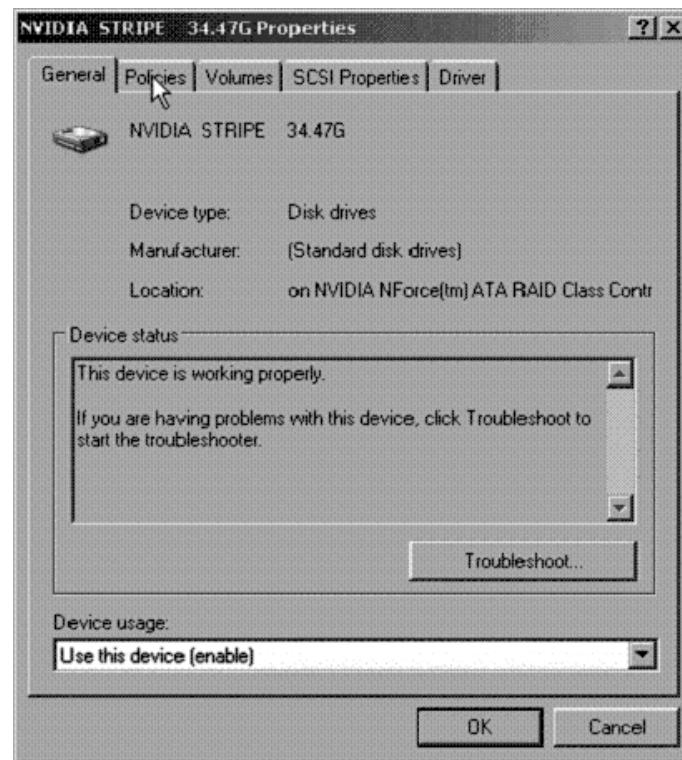 NVIDIA STRIPE 34.47G Properties
General Policies Volumes SCSI Properties Driver
NVIDIA STRIPE 34.47G
Device type: Disk drives
Manufacturer: (Standard disk drives)
Location: on NVIDIA NForce(tm) ATA RAID Class Contr
Device status
This device is working properly.
If you are having problems with this device, click Troubleshoot to
start the troubleshooter.
Troubleshoot...
Device usage:
Use this device (enable)
OK Cancel